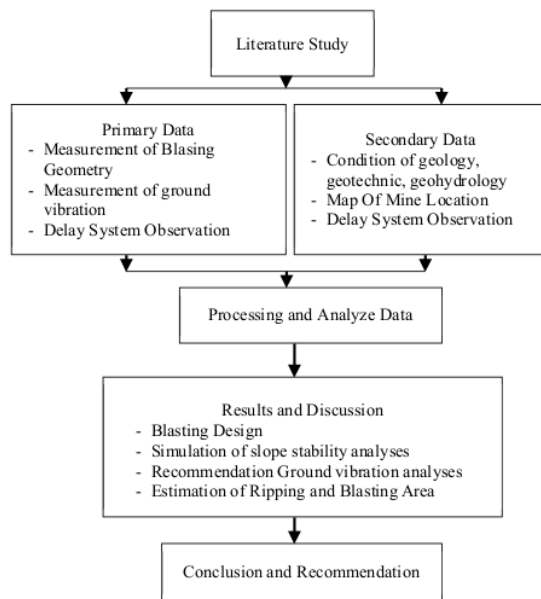 Literature Study
Primary Data
- Measurement of Blasing
Geometry
- Measurement of ground
vibration
- Delay System Observation
Secondary Data
- Condition of geology,
geotechnic, geohydrology
- Map Of Mine Location
- Delay System Observation
Processing and Analyze Data
Results and Discussion
- Blasting Design
- Simulation of slope stability analyses
- Recommendation Ground vibration analyses
- Estimation of Ripping and Blasting Area
Conclusion and Recommendation